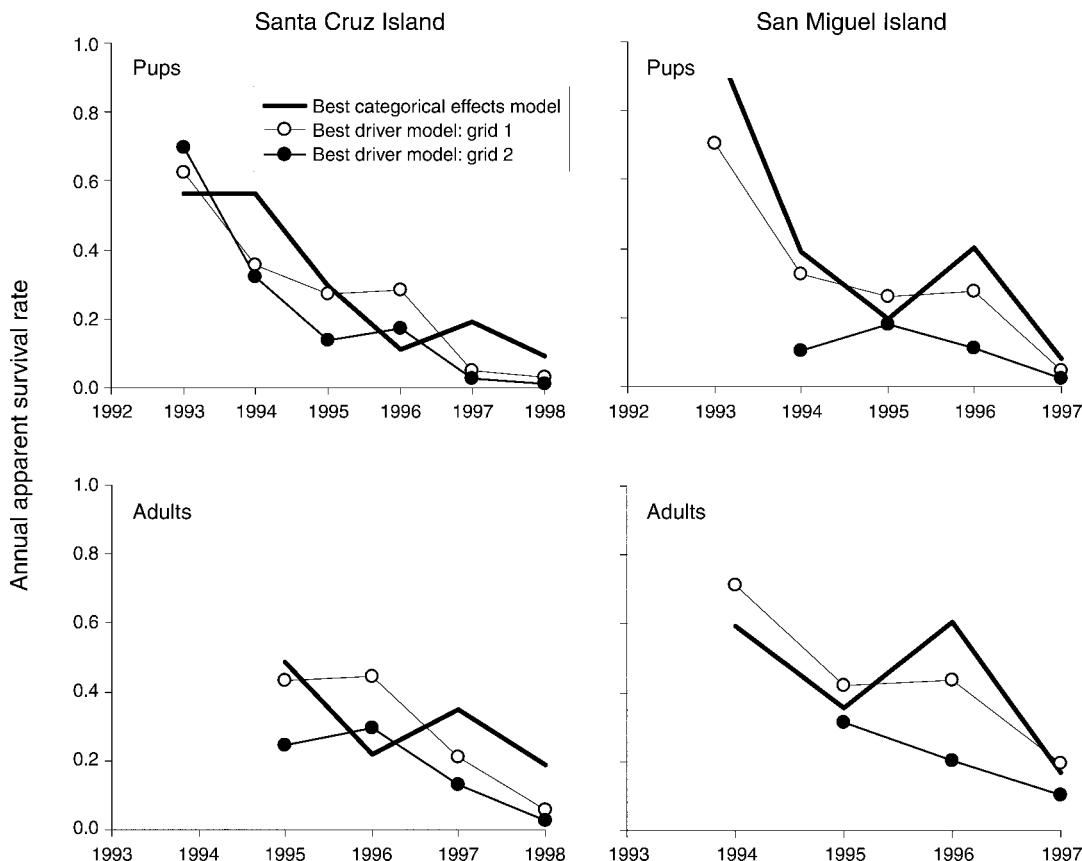 Santa Cruz Island
San Miguel Island
Annual apparent survival rate
1.0
0.8
0.6
0.4
0.2
0.0
Pups
Best categorical effects model
Best driver model: grid 1
Best driver model: grid 2
1992 1993 1994 1995 1996 1997 1998
Pups
1992 1993 1994 1995 1996 1997
1.0
0.8
0.6
0.4
0.2
0.0
Adults
1993 1994 1995 1996 1997 1998
Adults
1993 1994 1995 1996 1997